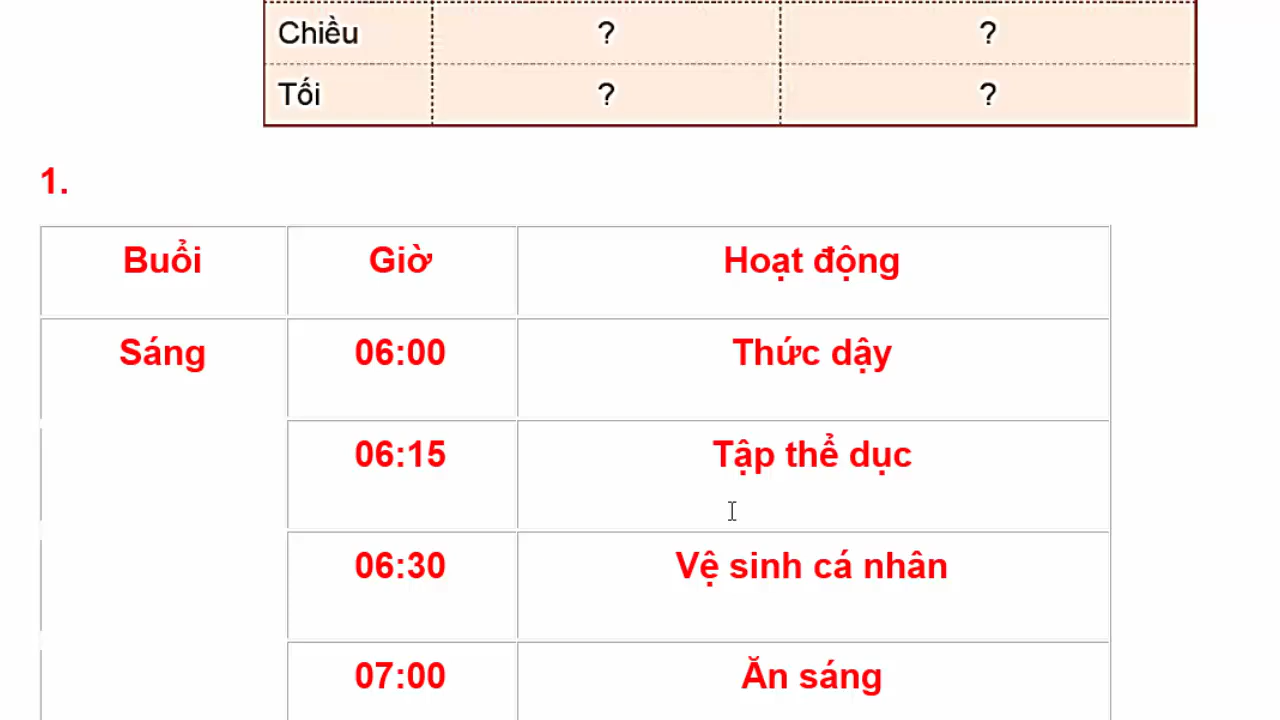 Chiều ? ?
Tối ? ?
1.
Buổi Giờ Hoạt động
Sáng 06:00 Thức dậy
06:15 Tập thể dục
06:30 Vệ sinh cá nhân
07:00 Ăn sáng